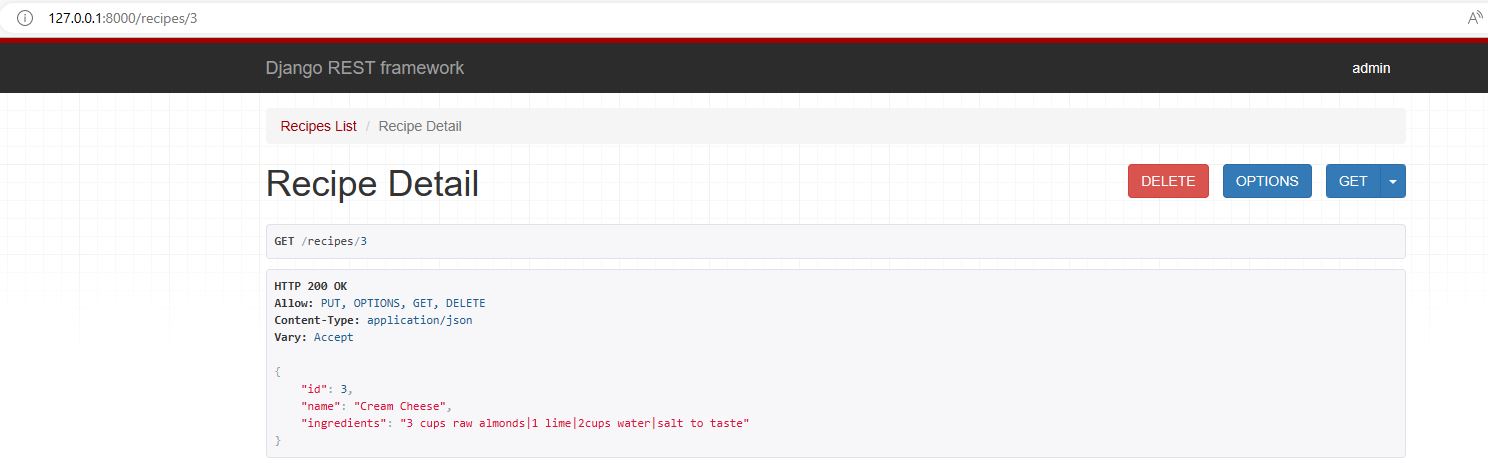 127.0.0.1:8000/recipes/3
Django REST framework
admin
Recipes List / Recipe Detail
Recipe Detail
DELETE
OPTIONS
GET
GET /recipes/3
HTTP 200 OK
Allow: PUT, OPTIONS, GET, DELETE
Content-Type: application/json
Vary: Accept
{
    "id": 3,
    "name": "Cream Cheese",
    "ingredients": "3 cups raw almonds|1 lime|2cups water|salt to taste"
}